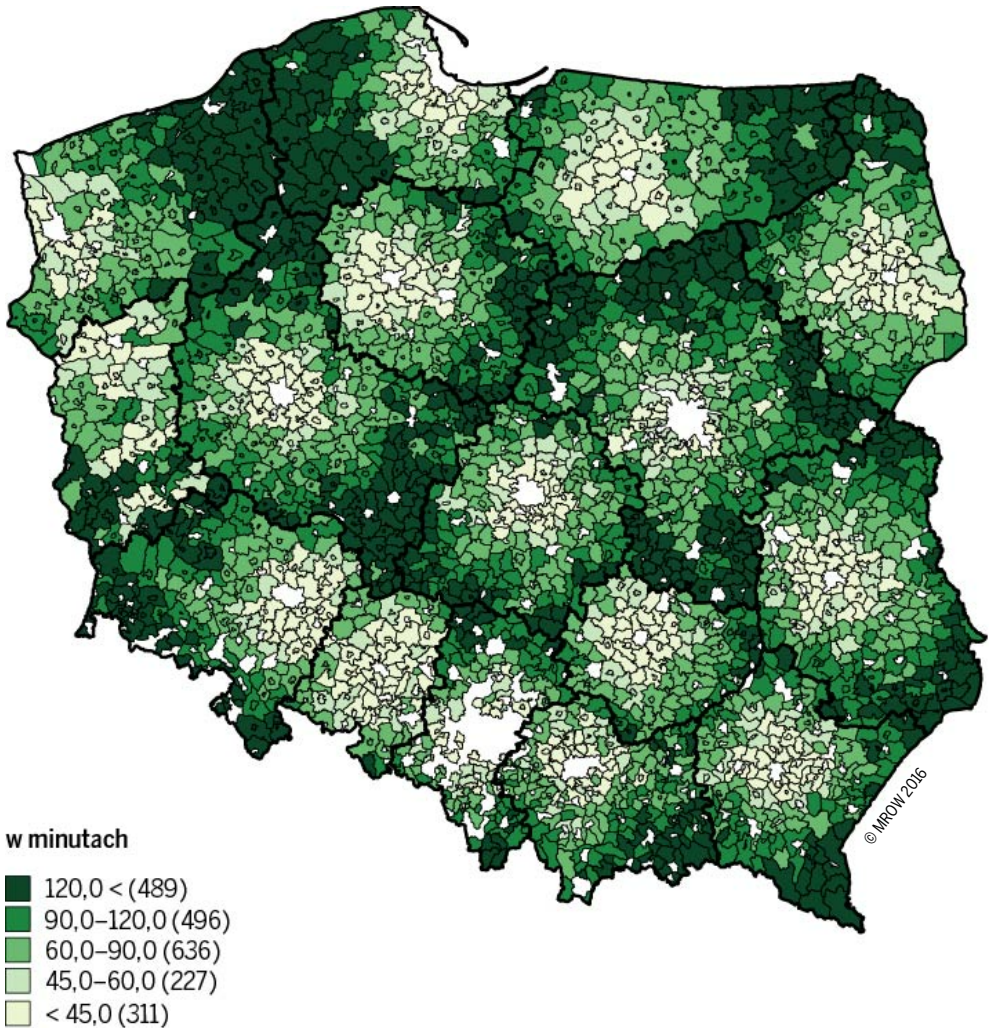 © MROW 2016
w minutach
120,0 < (489)
90,0–120,0 (496)
60,0–90,0 (636)
45,0–60,0 (227)
< 45,0 (311)